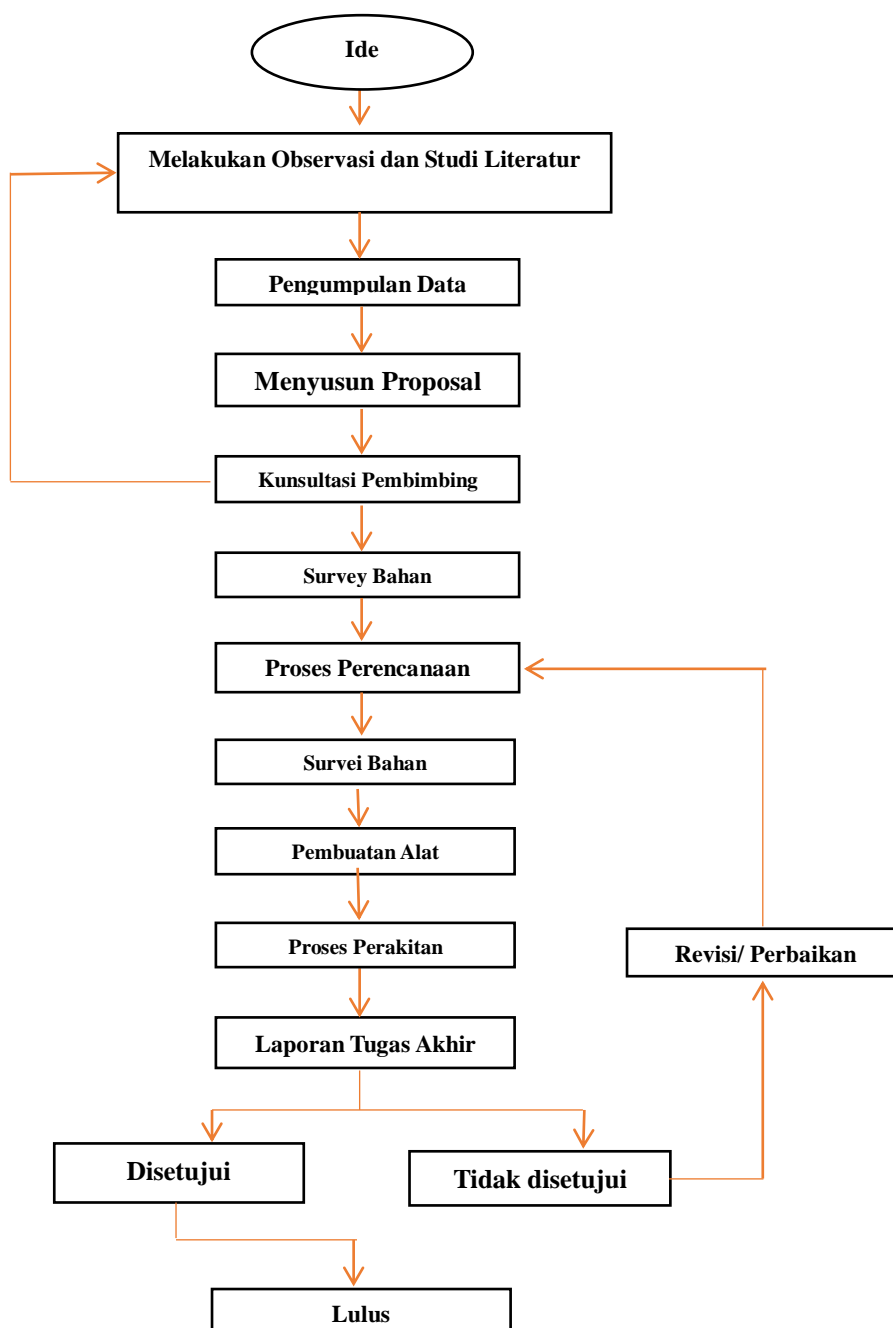 Ide
Melakukan Observasi dan Studi Literatur
Pengumpulan Data
Menyusun Proposal
Kunsultasi Pembimbing
Survey Bahan
Proses Perencanaan
Survei Bahan
Pembuatan Alat
Proses Perakitan
Revisi/ Perbaikan
Laporan Tugas Akhir
Disetujui
Tidak disetujui
Lulus